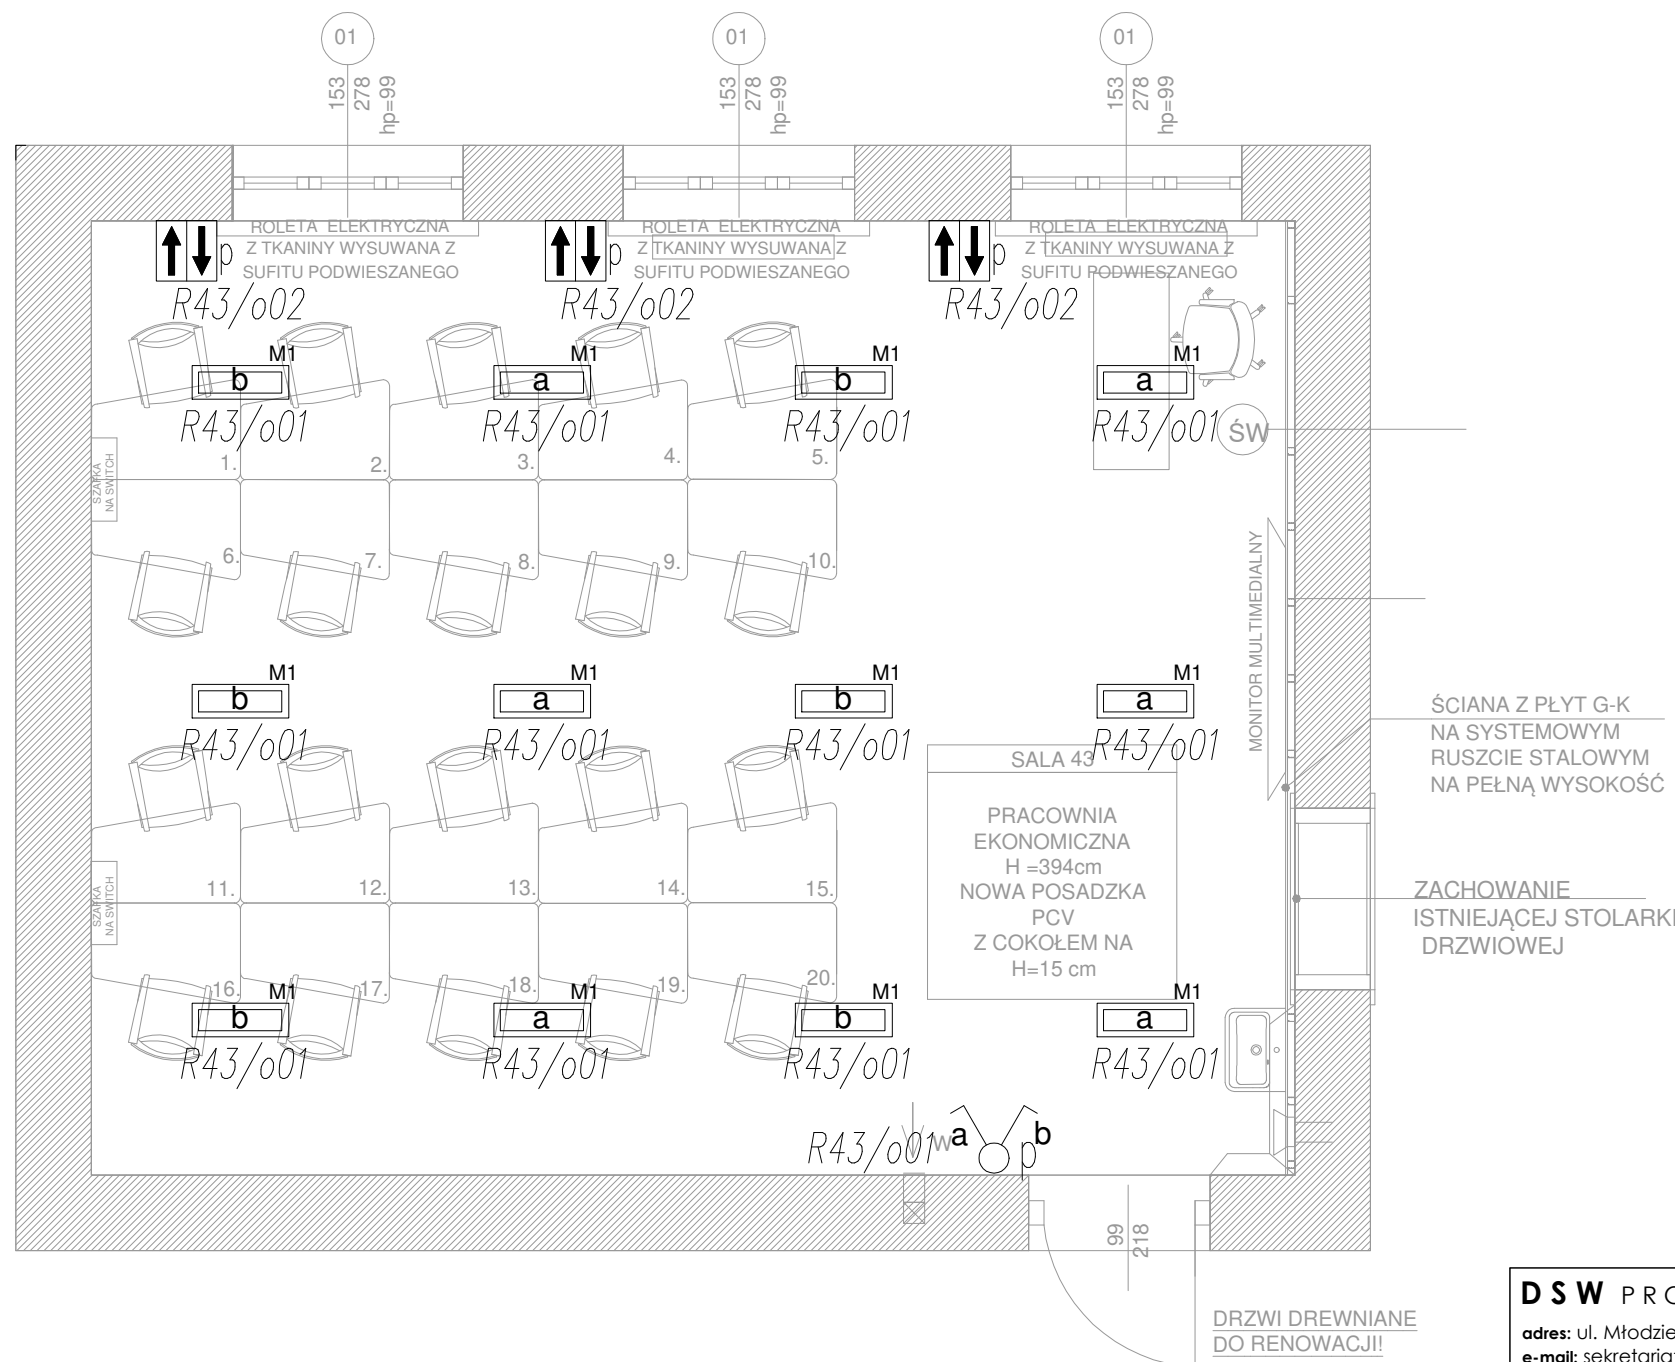 01
01
01
153
278
hp=99
153
278
hp=99
153
278
hp=99
ROLETA ELEKTRYCZNA
Z TKANINY WYSUWANA Z
SUFITU PODWIESZANEGO
ROLETA ELEKTRYCZNA
Z TKANINY WYSUWANA Z
SUFITU PODWIESZANEGO
ROLETA ELEKTRYCZNA
Z TKANINY WYSUWANA Z
SUFITU PODWIESZANEGO
p
p
p
R43/o02
R43/o02
R43/o02
M1
M1
M1
M1
b
a
b
a
R43/o01
R43/o01
R43/o01
R43/o01
ŚW
1.
2.
3.
4.
5.
SZAFKA
NA SWITCH
6.
7.
8.
9.
10.
MONITOR MULTIMEDIALNY
M1
M1
M1
M1
b
a
b
a
R43/o01
R43/o01
R43/o01
R43/o01
ŚCIANA Z PŁYT G-K
NA SYSTEMOWYM
RUSZCIE STALOWYM
NA PEŁNĄ WYSOKOŚĆ
SALA 43
PRACOWNIA
EKONOMICZNA
H =394cm
NOWA POSADZKA
PCV
Z COKOŁEM NA
H=15 cm
11.
12.
13.
14.
15.
SZAFKA
NA SWITCH
ZACHOWANIE
ISTNIEJĄCEJ STOLARKI
DRZWIOWEJ
16.
17.
18.
19.
20.
M1
M1
M1
M1
b
a
b
a
R43/o01
R43/o01
R43/o01
R43/o01
R43/o01
w
a
b
p
99
218
DRZWI DREWNIANE
DO RENOWACJI!
DSW PRO
adres: ul. Młodzie
e-mail: sekretaria